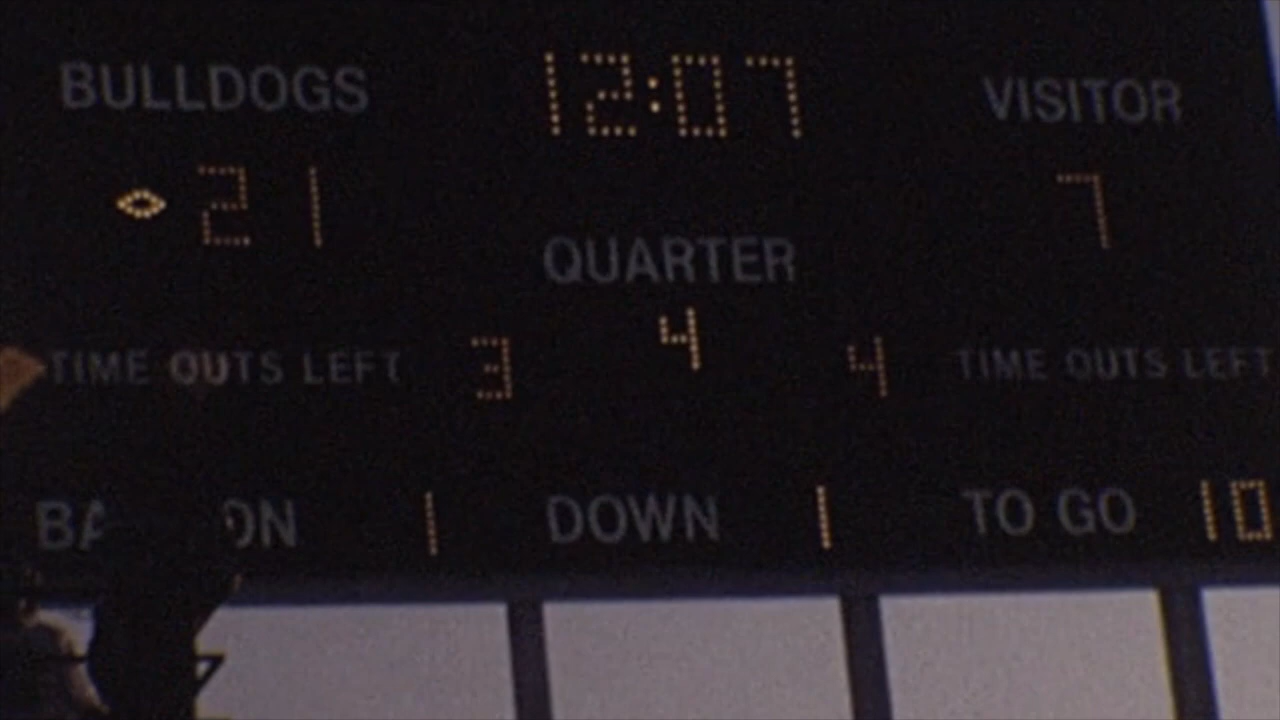 BULLDOGS 12:07 VISITOR
21 7
QUARTER
TIME OUTS LEFT 3 4 4 TIME OUTS LEFT
ON 1 DOWN 1 TO GO 10